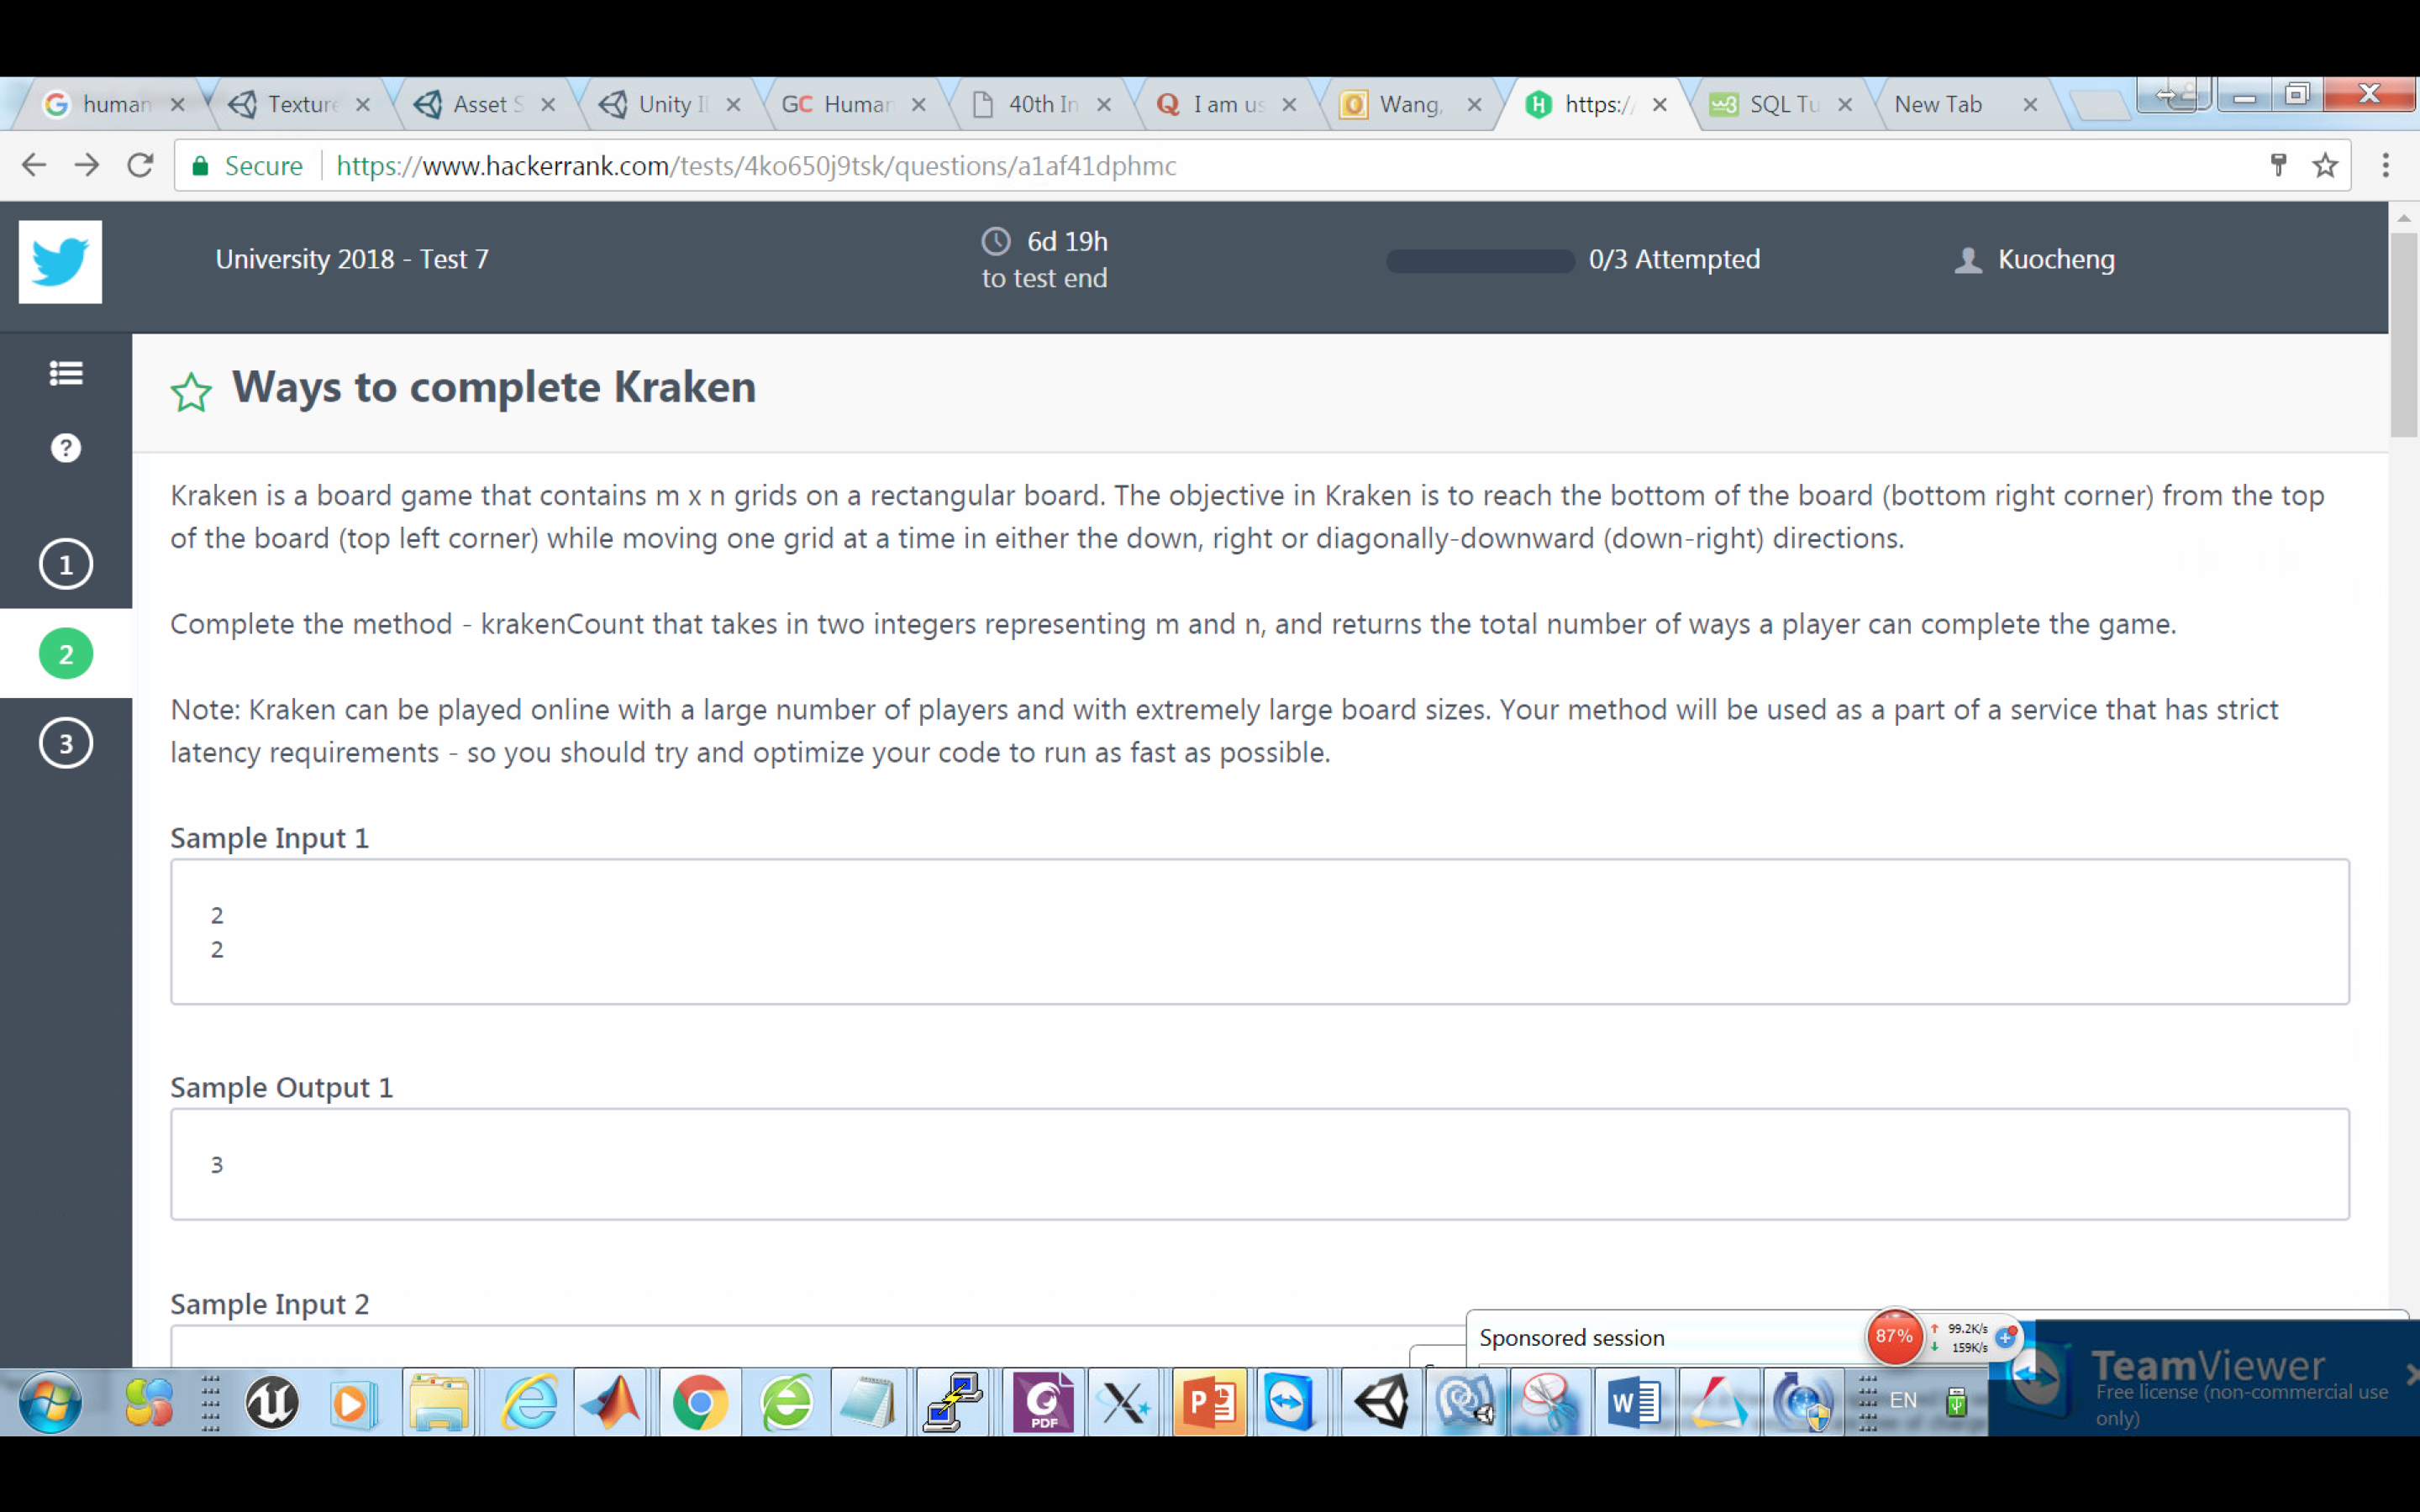 human
Texture
Asset S
Unity I
GC Human
40th In
Q I am us
Wang,
H https:/
w3 SQL Tu
New Tab
Secure https://www.hackerrank.com/tests/4ko650j9tsk/questions/a1af41dphmc
University 2018 - Test 7
6d 19h
to test end
0/3 Attempted
Kuocheng
?
1
2
3
Ways to complete Kraken
Kraken is a board game that contains m x n grids on a rectangular board. The objective in Kraken is to reach the bottom of the board (bottom right corner) from the top
of the board (top left corner) while moving one grid at a time in either the down, right or diagonally-downward (down-right) directions.
Complete the method - krakenCount that takes in two integers representing m and n, and returns the total number of ways a player can complete the game.
Note: Kraken can be played online with a large number of players and with extremely large board sizes. Your method will be used as a part of a service that has strict
latency requirements - so you should try and optimize your code to run as fast as possible.
Sample Input 1
2
2
Sample Output 1
3
Sample Input 2
Sponsored session
87%
99.2K/s
159K/s
PDF
EN
TeamViewer
Free license (non-commercial use
only)